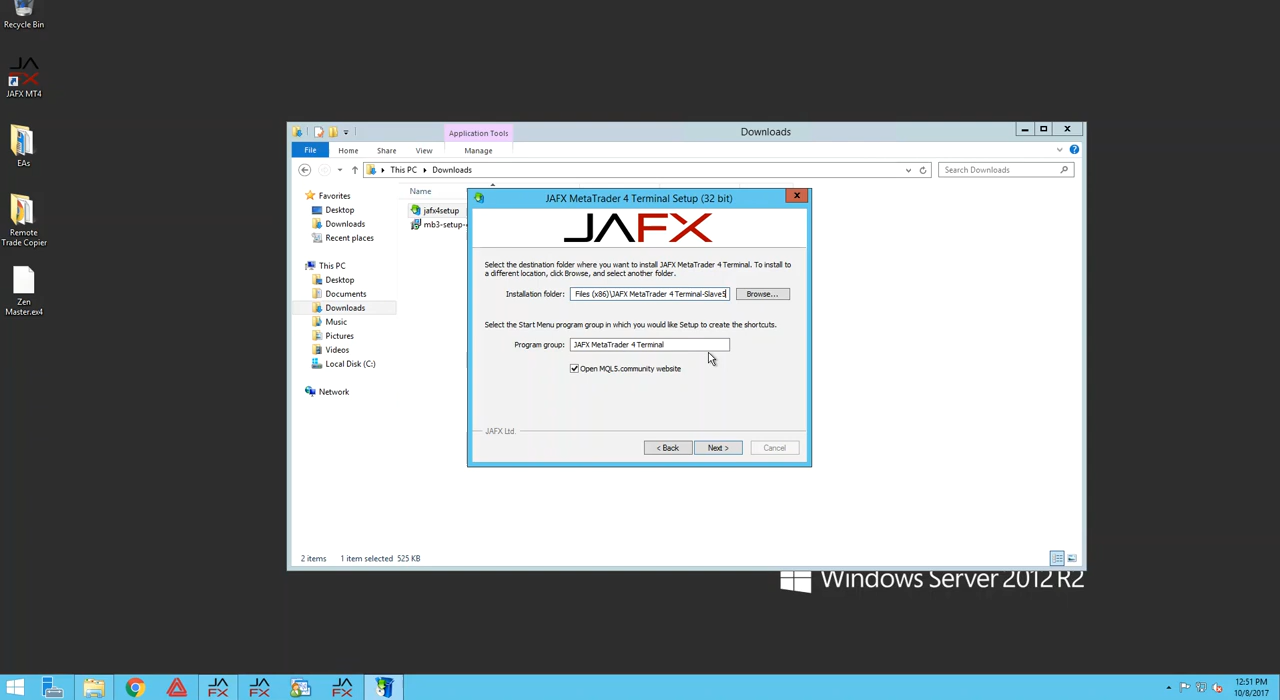 Recycle Bin
JAFX
JAFX MT4
EAs
Remote
Trade Copier
Zen
Master.ex4
Application Tools
Downloads
File
Home
Share
View
Manage
This PC
Downloads
Search Downloads
Favorites
Desktop
Downloads
Recent places
This PC
Desktop
Documents
Downloads
Music
Pictures
Videos
Local Disk (C:)
Network
Name
jafx4setup
mb3-setup-
JAFX MetaTrader 4 Terminal Setup (32 bit)
JAFX
Select the destination folder where you want to install JAFX MetaTrader 4 Terminal. To install to
a different location, click Browse, and select another folder.
Installation folder:
Files (x86)\JAFX MetaTrader 4 Terminal-Slave5
Browse...
Select the Start Menu program group in which you would like Setup to create the shortcuts.
Program group:
JAFX MetaTrader 4 Terminal
Open MQL5.community website
JAFX Ltd.
< Back
Next >
Cancel
2 items
1 item selected 525 KB
Windows Server 2012 R2
JAFX
JAFX
JAFX
12:51 PM
10/8/2017